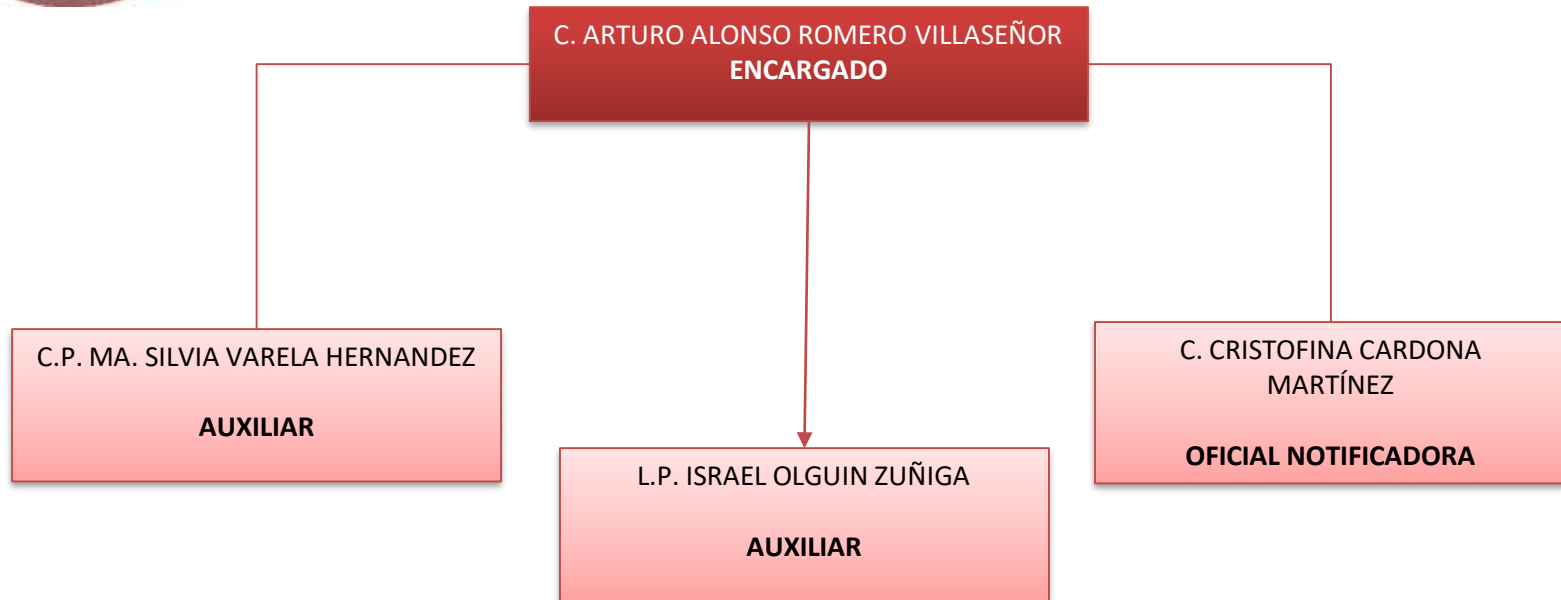 C. ARTURO ALONSO ROMERO VILLASEÑOR
ENCARGADO
C.P. MA. SILVIA VARELA HERNANDEZ
AUXILIAR
L.P. ISRAEL OLGUIN ZUÑIGA
AUXILIAR
C. CRISTOFINA CARDONA
MARTÍNEZ
OFICIAL NOTIFICADORA